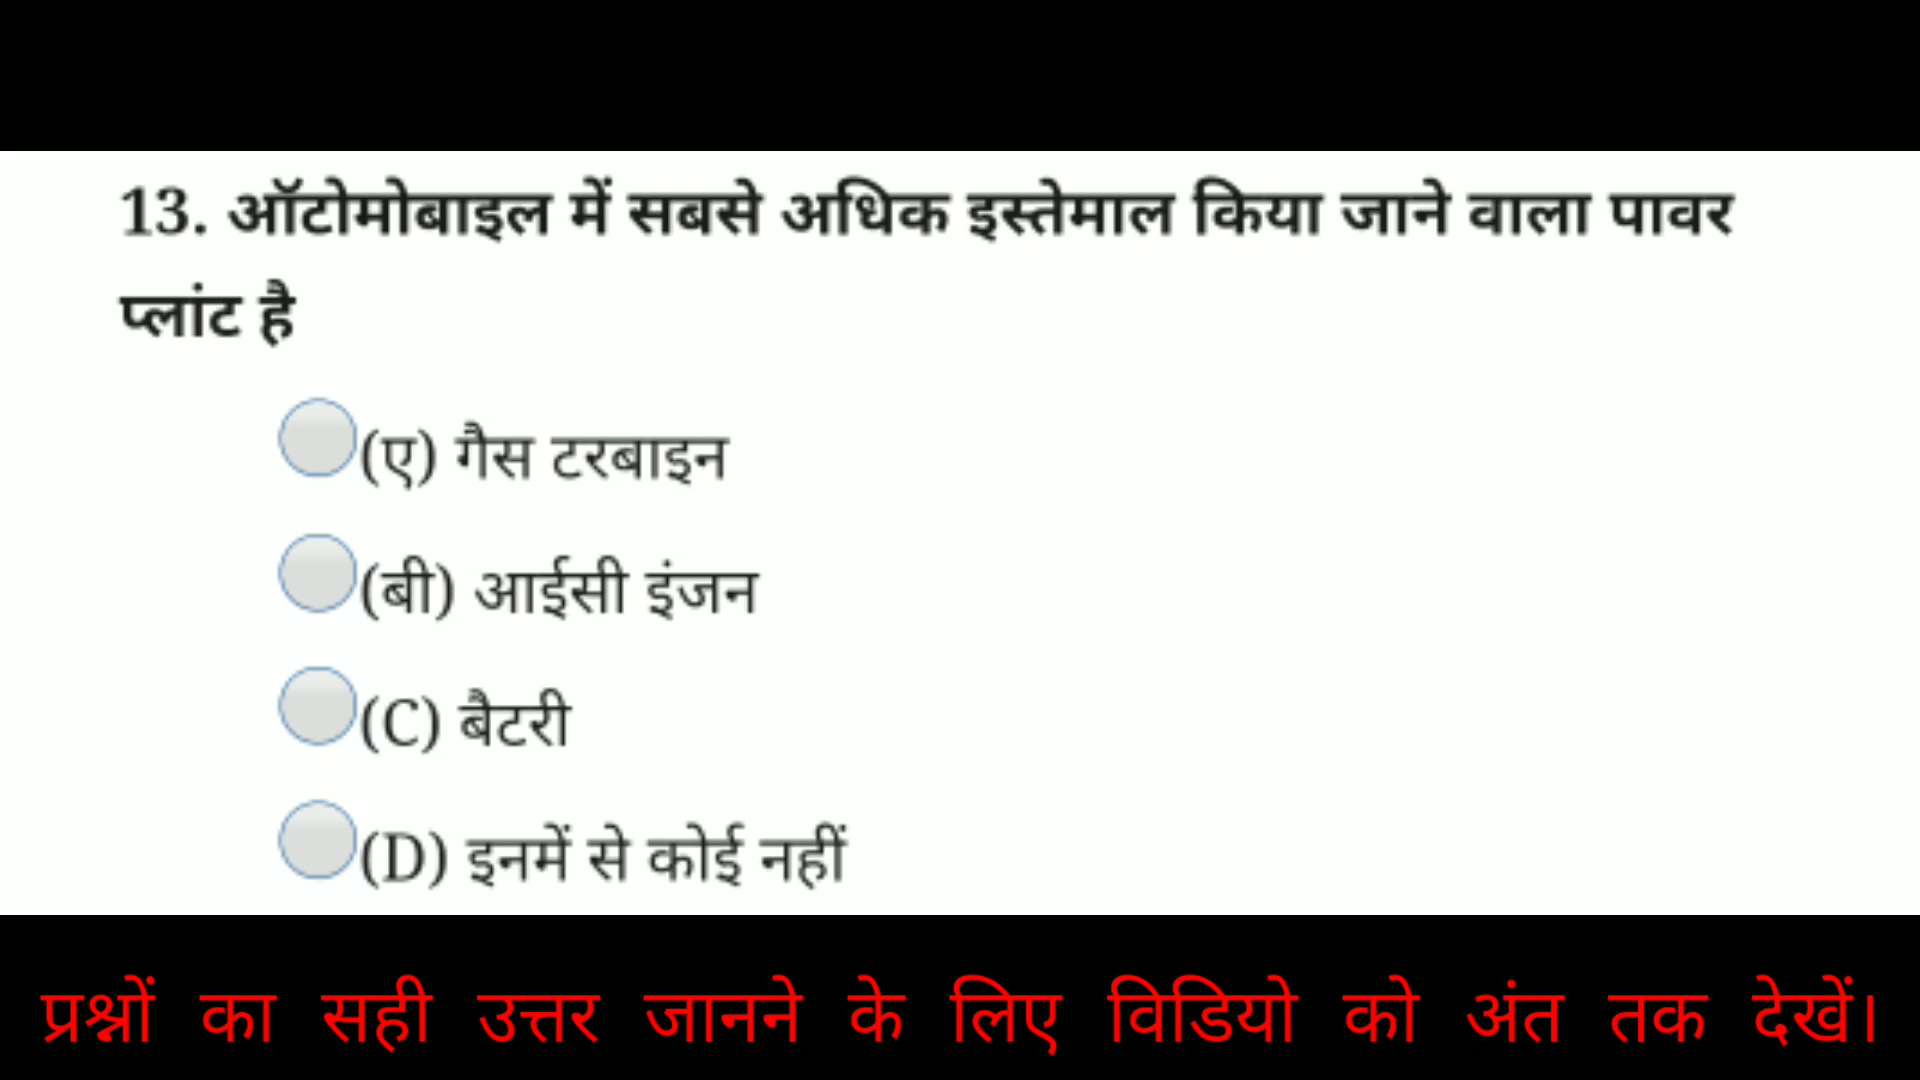 13. ऑटोमोबाइल में सबसे अधिक इस्तेमाल किया जाने वाला पावर
प्लांट है
(ए) गैस टरबाइन
(बी) आईसी इंजन
(C) बैटरी
(D) इनमें से कोई नहीं
प्रश्नों का सही उत्तर जानने के लिए विडियो को अंत तक देखें।